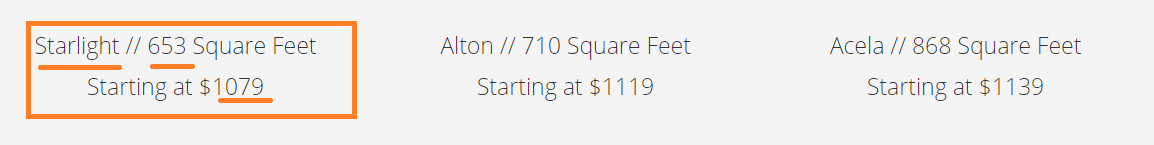 Starlight // 653 Square Feet
Starting at $1079
Alton // 710 Square Feet
Starting at $1119
Acela // 868 Square Feet
Starting at $1139